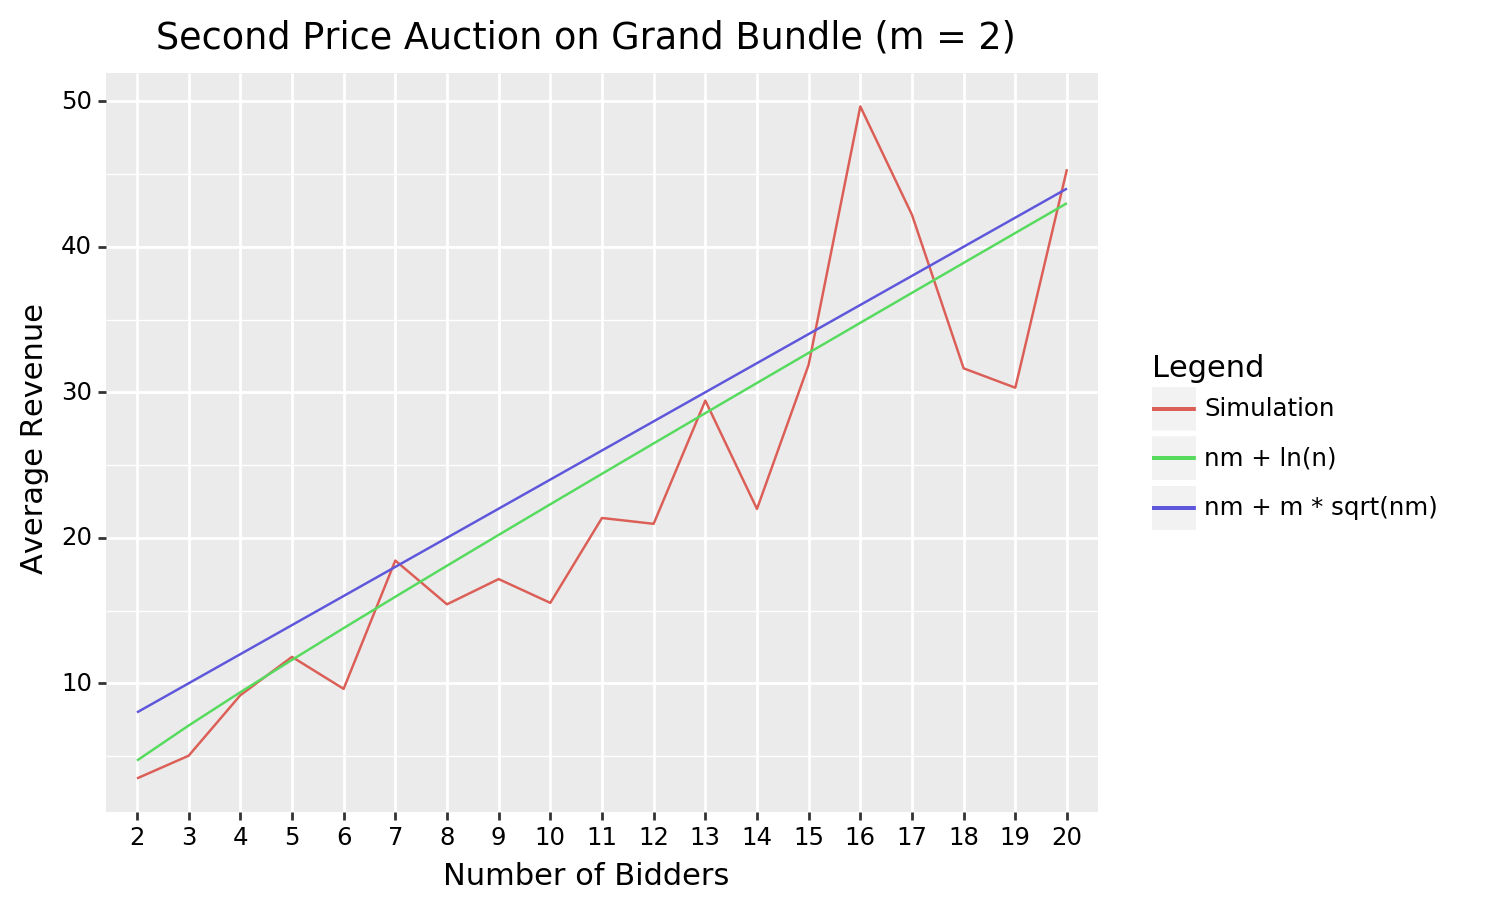 Second Price Auction on Grand Bundle (m = 2)
50
40
30
20
10
Average Revenue
2 3 4 5 6 7 8 9 10 11 12 13 14 15 16 17 18 19 20
Number of Bidders
Legend
Simulation
nm + ln(n)
nm + m * sqrt(nm)